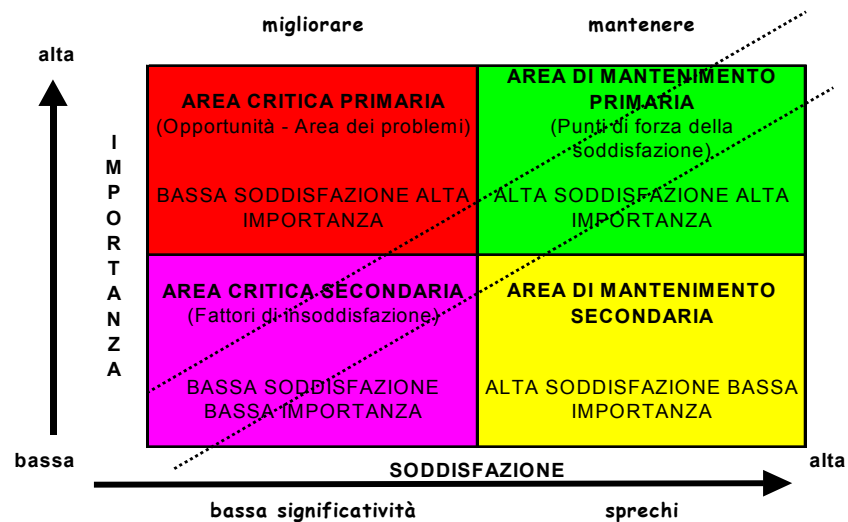 migliorare
mantenere
alta
IMPORTANZA
AREA CRITICA PRIMARIA
(Opportunità - Area dei problemi)
BASSA SODDISFAZIONE ALTA
IMPORTANZA
AREA DI MANTENIMENTO
PRIMARIA
(Punti di forza della
soddisfazione)
ALTA SODDISFAZIONE ALTA
IMPORTANZA
AREA CRITICA SECONDARIA
(Fattori di insoddisfazione)
BASSA SODDISFAZIONE
BASSA IMPORTANZA
AREA DI MANTENIMENTO
SECONDARIA
ALTA SODDISFAZIONE BASSA
IMPORTANZA
bassa
SODDISFAZIONE
alta
bassa significatività
sprechi